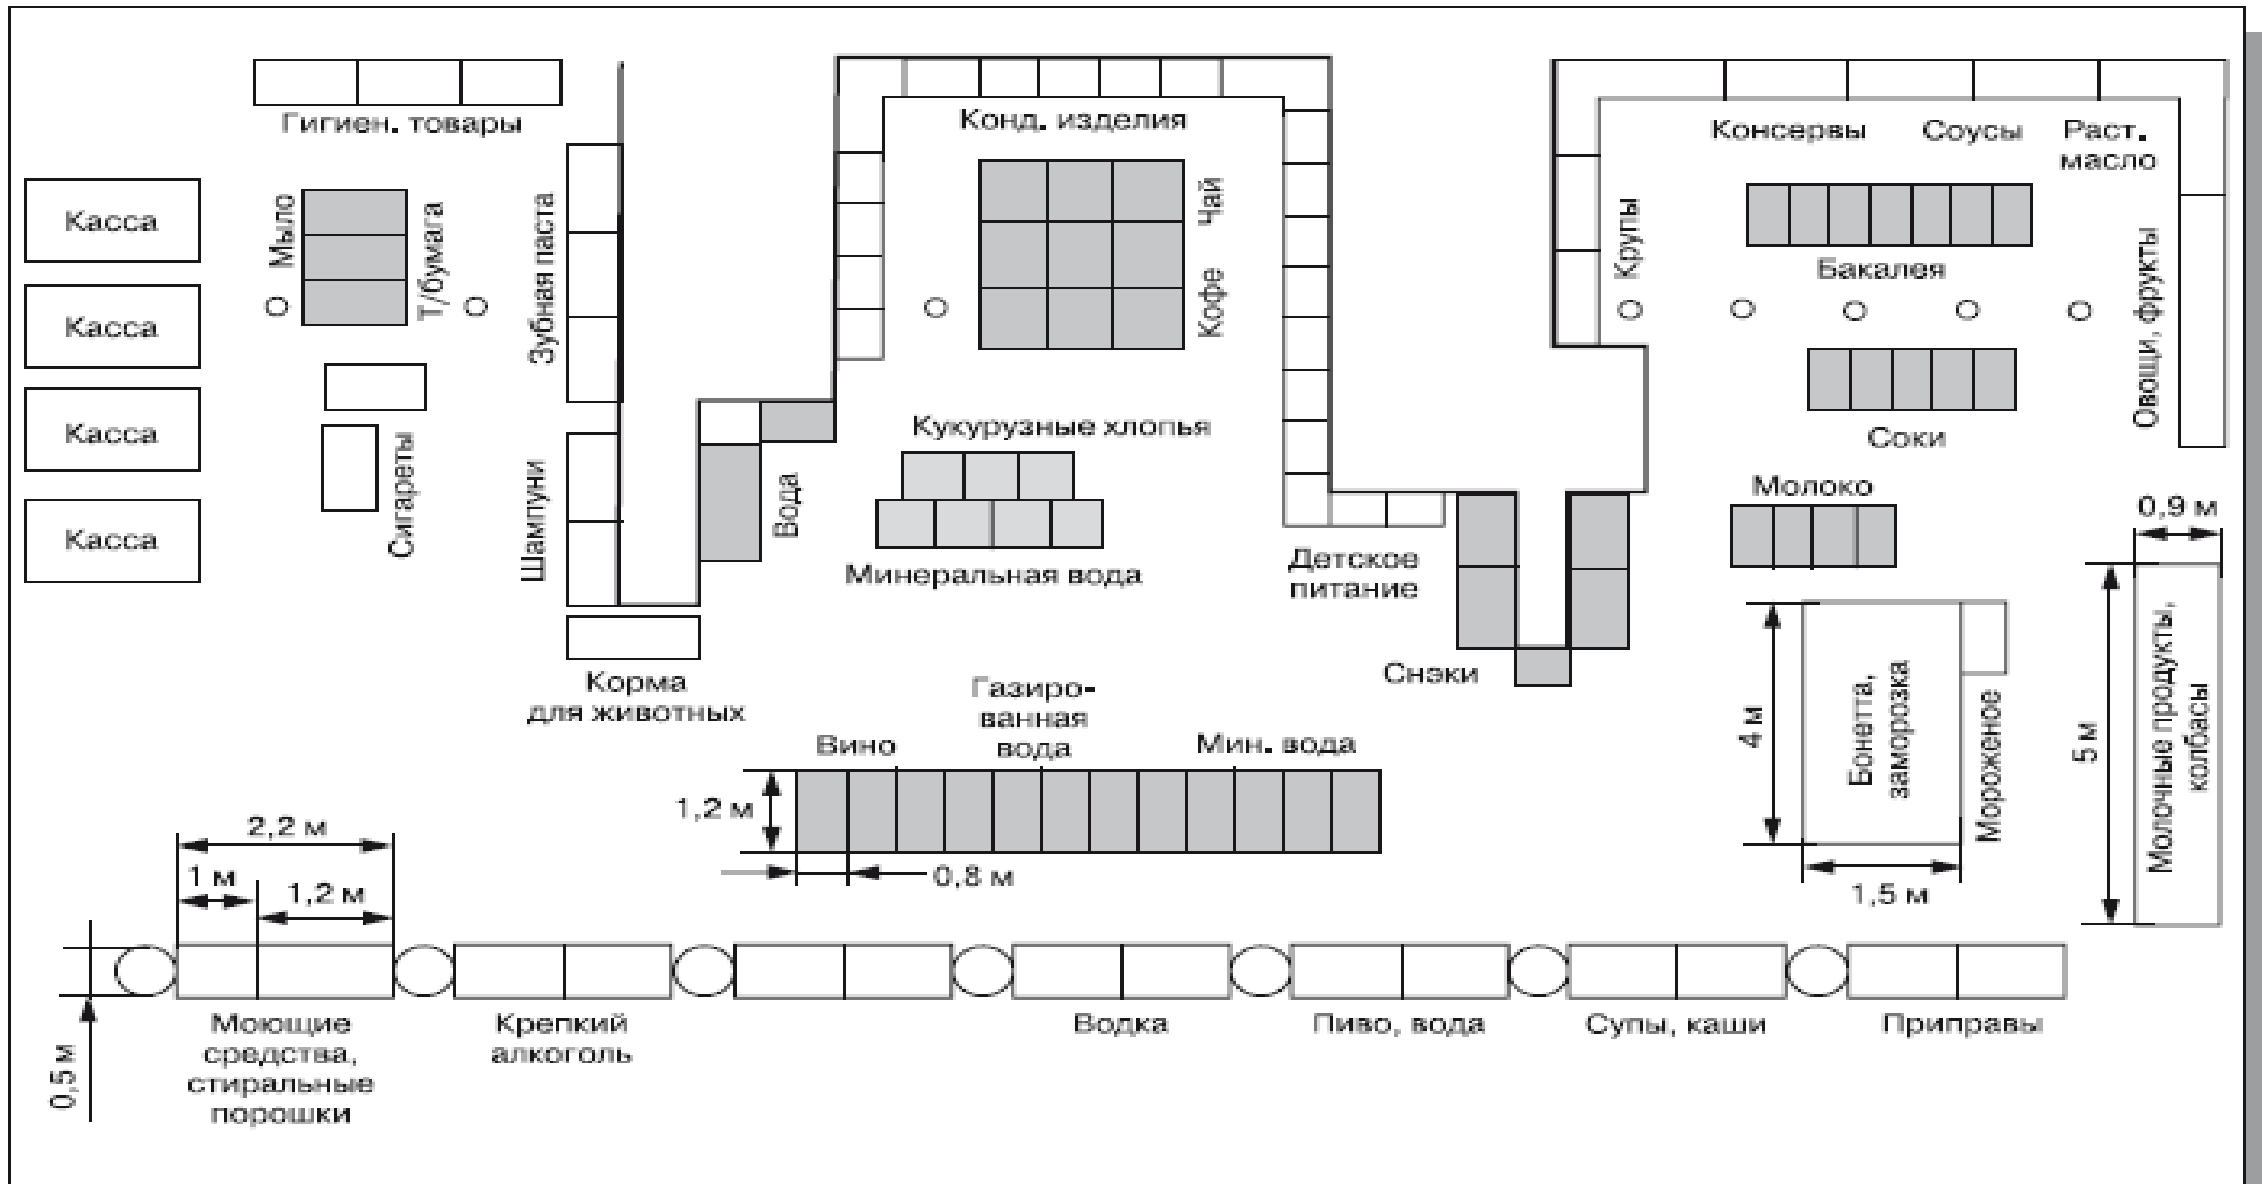 Гигиен. товары
Касса
Касса
Касса
Касса
Мыло
Т/бумага
Сигареты
Зубная паста
Шампуни
Корма
для животных
Вода
Конд. изделия
Чай
Кофе
Кукурузные хлопья
Минеральная вода
Детское
питание
Снэки
Консервы
Соусы
Раст.
масло
Крупы
Бакалея
Соки
Овощи, фрукты
Молоко
0,9 м
5 м
Молочные продукты,
колбасы
4 м
Бонетта,
заморозка
Мороженое
1,5 м
Вино
Газиро-
ванная
вода
Мин. вода
1,2 м
0,8 м
2,2 м
1 м
1,2 м
0,5 м
Моющие
средства,
стиральные
порошки
Крепкий
алкоголь
Водка
Пиво, вода
Супы, каши
Приправы